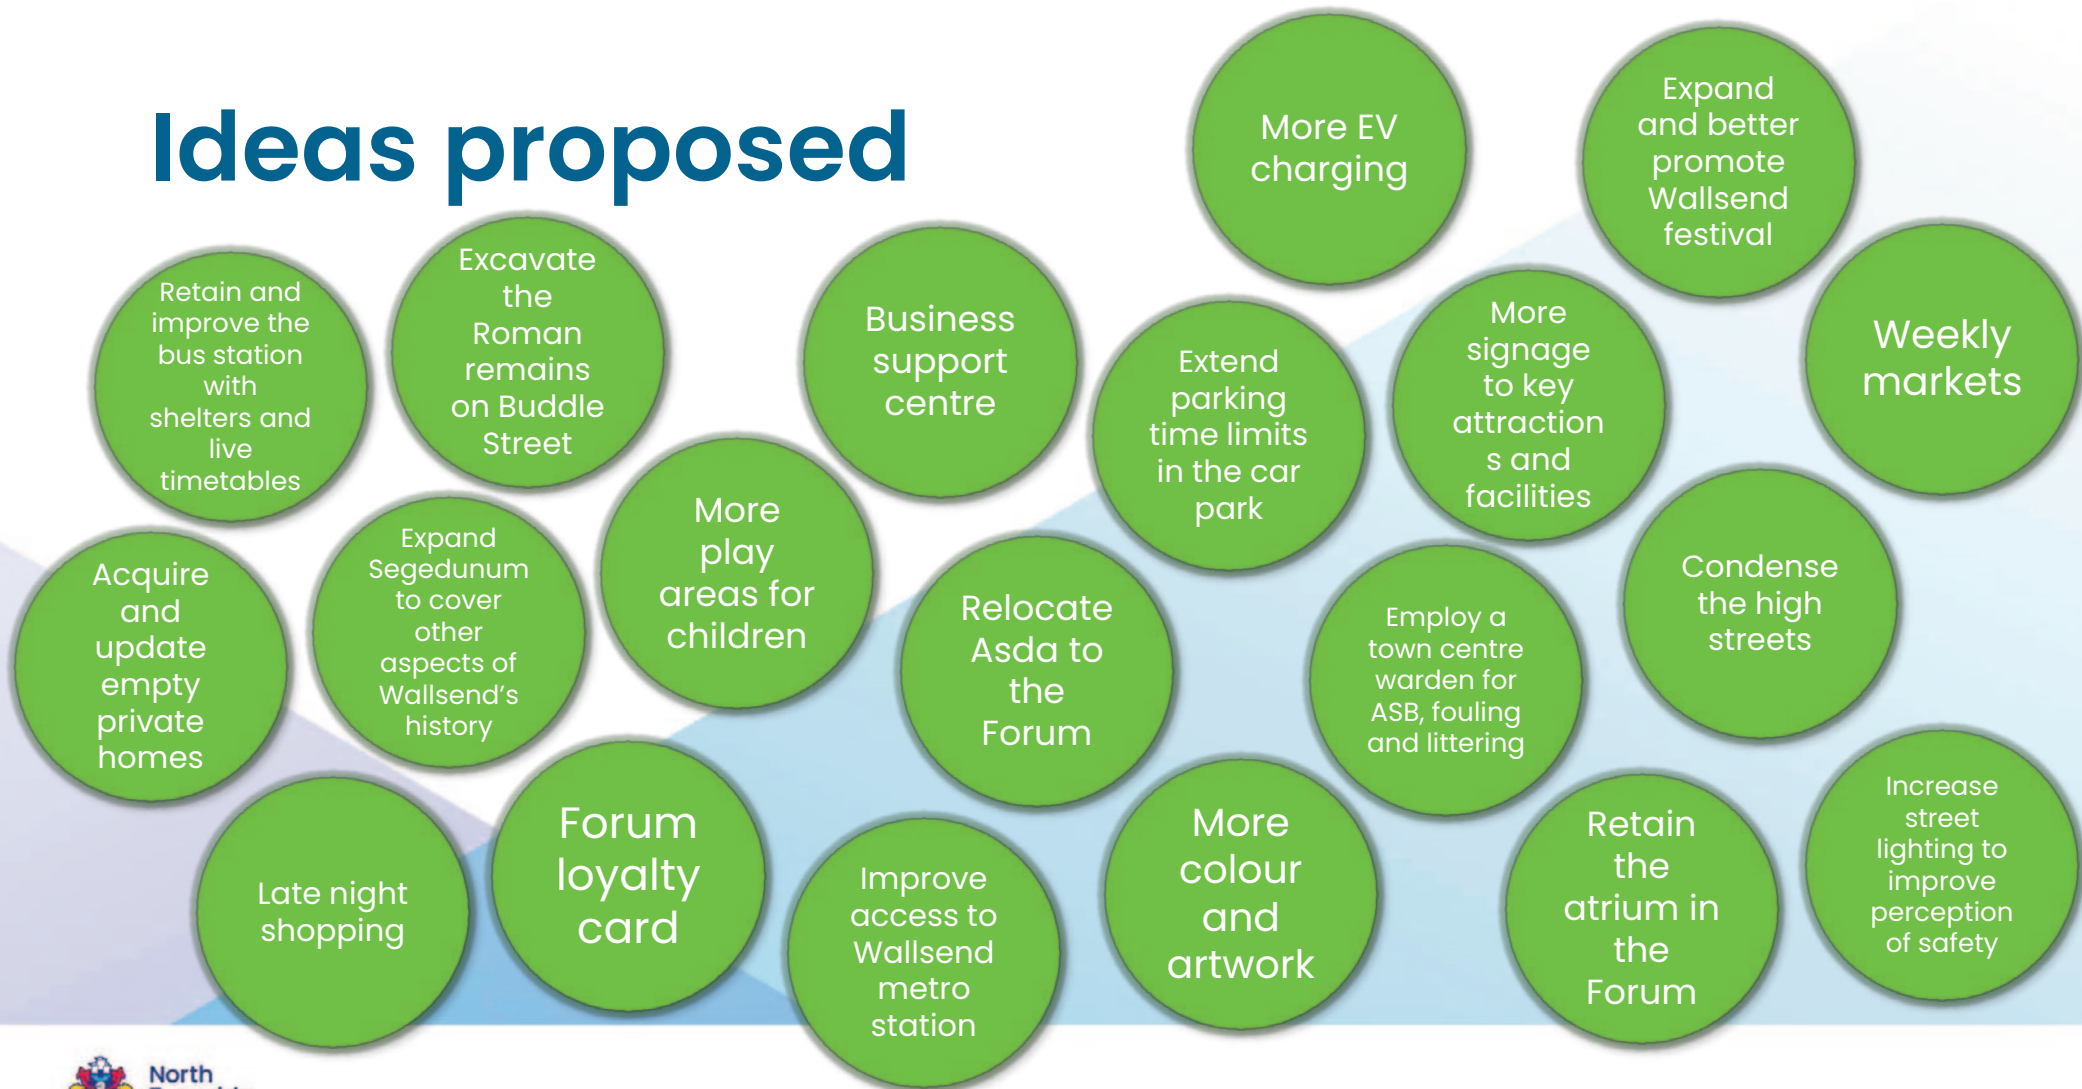 Ideas proposed
More EV
charging
Expand
and better
promote
Wallsend
festival
Retain and
improve the
bus station
with
shelters and
live
timetables
Excavate
the
Roman
remains
on Buddle
Street
Business
support
centre
Extend
parking
time limits
in the car
park
More
signage
to key
attraction
s and
facilities
Weekly
markets
Acquire
and
update
empty
private
homes
Expand
Segedunum
to cover
other
aspects of
Wallsend’s
history
More
play
areas for
children
Relocate
Asda to
the
Forum
Employ a
town centre
warden for
ASB, fouling
and littering
Condense
the high
streets
Late night
shopping
Forum
loyalty
card
Improve
access to
Wallsend
metro
station
More
colour
and
artwork
Retain
the
atrium in
the
Forum
Increase
street
lighting to
improve
perception
of safety
North